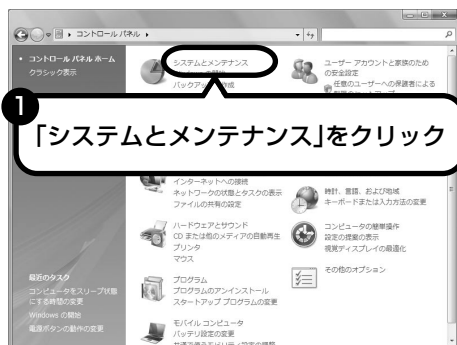 コントロール パネル
コントロール パネル ホーム
クラシック表示
システムとメンテナンス
バックアップの作成
ユーザー アカウントと家族のため
の安全設定
任意のユーザーへの保護者による
1
「システムとメンテナンス」をクリック
インターネットへの接続
ネットワークの状態とタスクの表示
ファイルの共有の設定
時計、言語、および地域
キーボードまたは入力方法の変更
ハードウェアとサウンド
CD または他のメディアの自動再生
プリンタ
マウス
コンピュータの簡単操作
設定の提案の表示
視覚ディスプレイの最適化
プログラム
プログラムのアンインストール
スタートアップ プログラムの変更
その他のオプション
モバイル コンピュータ
バッテリ設定の変更
最近のタスク
コンピュータをスリープ状態
にする時間の変更
Windows の開始
電源ボタンの動作の変更